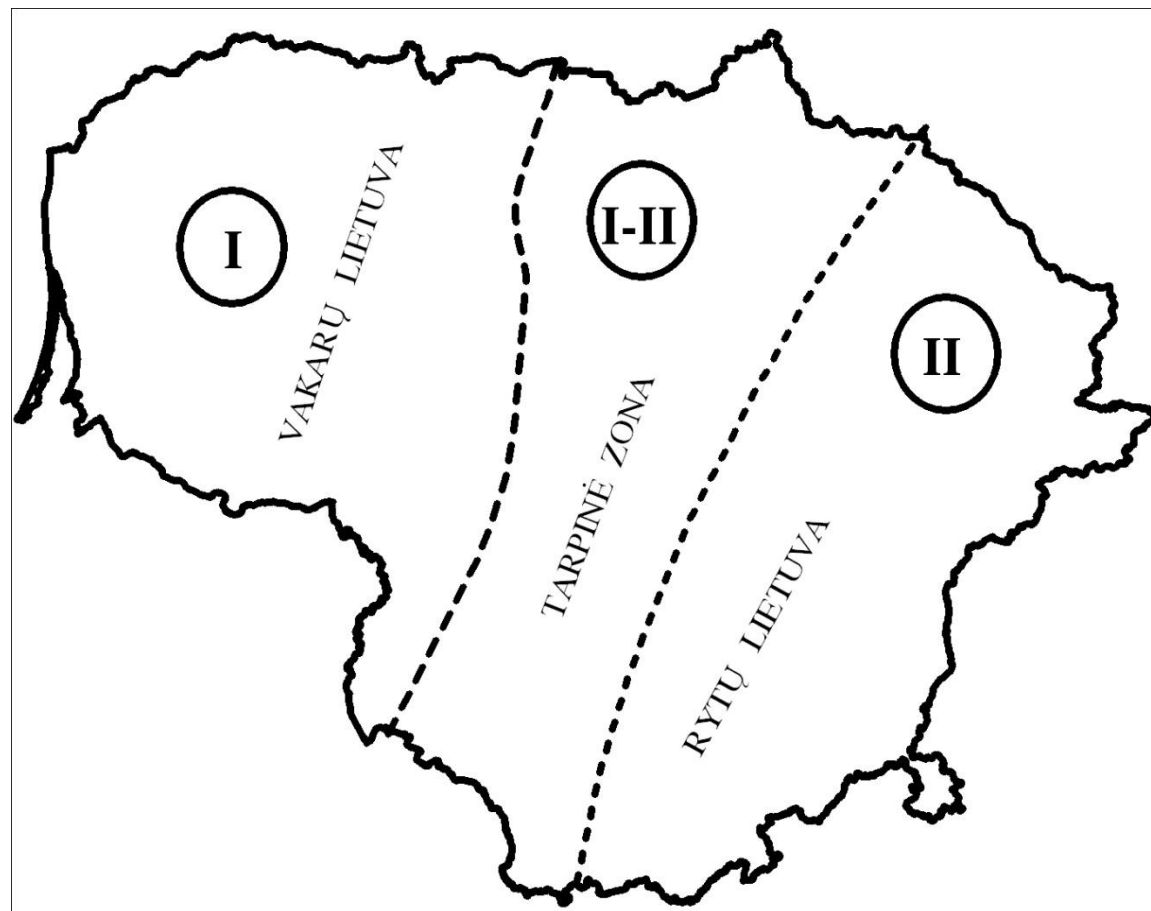 I
VAKARŲ LIETUVA
I-II
TARPINĖ ZONA
II
RYTŲ LIETUVA